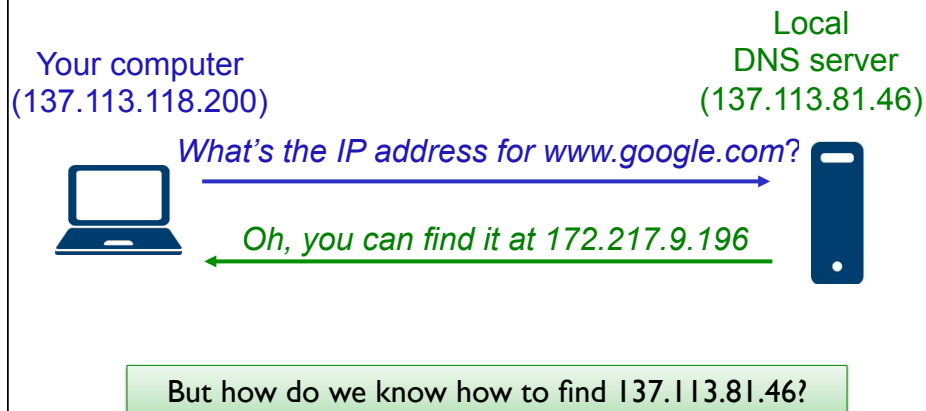 Your computer
(137.113.118.200)
Local
DNS server
(137.113.81.46)
What's the IP address for www.google.com?
Oh, you can find it at 172.217.9.196
But how do we know how to find 137.113.81.46?